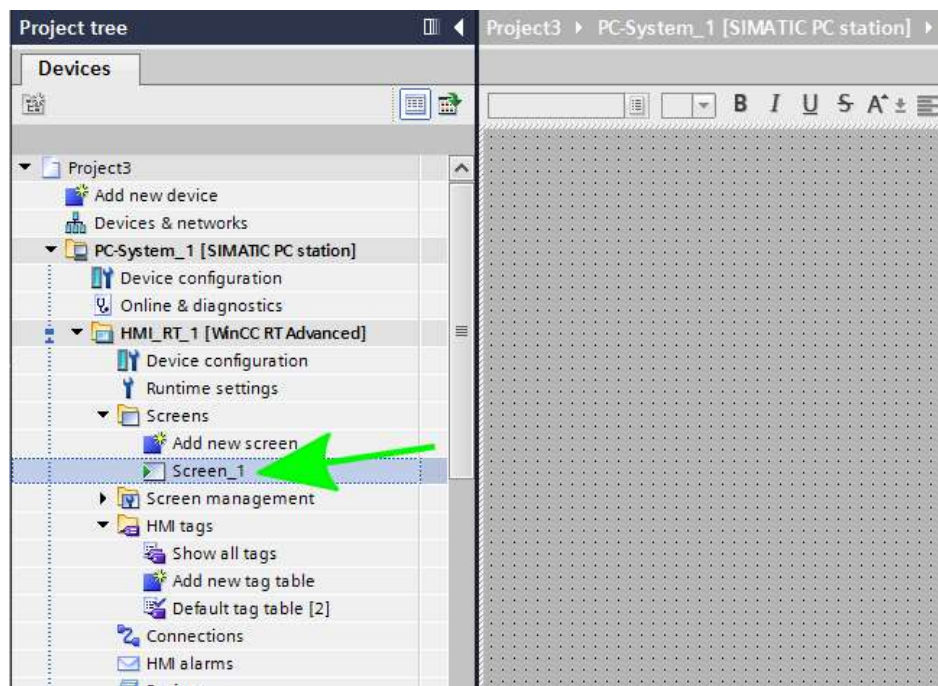 Project tree
Project3 ▸ PC-System_1 [SIMATIC PC station] ▸
Devices
B I U S A
Project3
Add new device
Devices & networks
PC-System_1 [SIMATIC PC station]
Device configuration
Online & diagnostics
HMI_RT_1 [WinCC RT Advanced]
Device configuration
Runtime settings
Screens
Add new screen
Screen_1
Screen management
HMI tags
Show all tags
Add new tag table
Default tag table [2]
Connections
HMI alarms